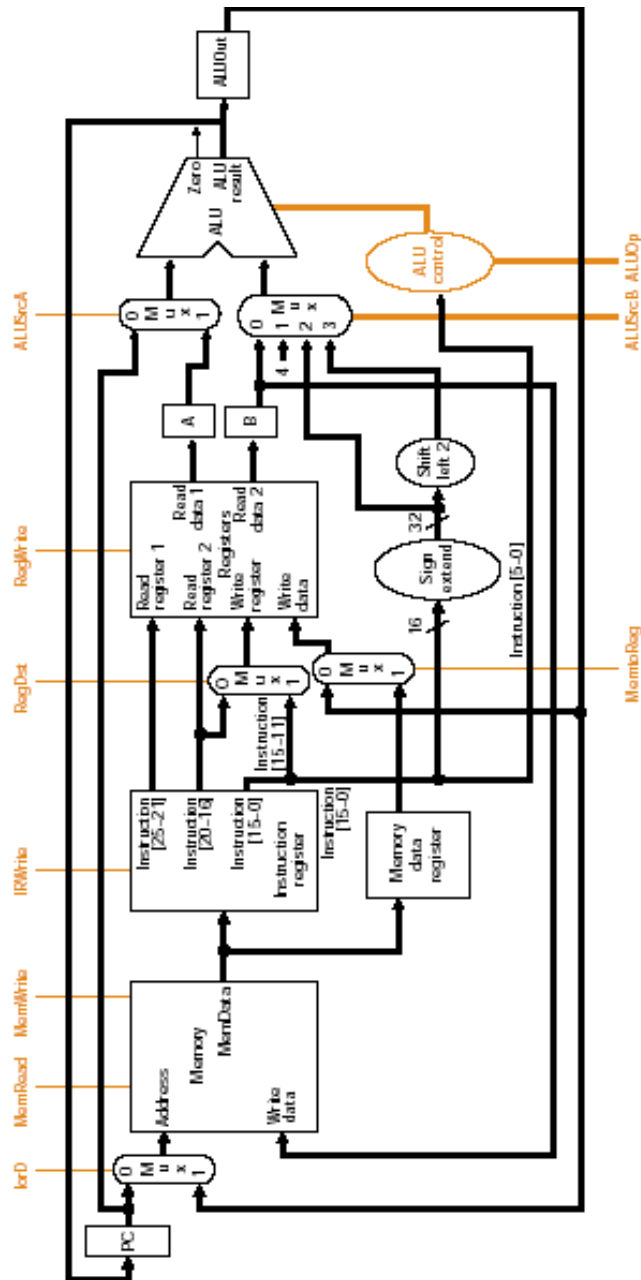 IorD
MemRead
MemWrite
IRWrite
RegDst
RegWrite
ALUSrcA
PC
0
M
u
x
1
Address
Memory
MemData
Write
data
Instruction
[25–21]
Instruction
[20–16]
Instruction
[15–0]
Instruction
register
Instruction
[15–0]
Memory
data
register
0
M
u
x
1
Instruction
[15–11]
0
M
u
x
1
Read
register 1
Read
register 2
Registers
Write
register
Write
data
Read
data 1
Read
data 2
16
Sign
extend
32
Shift
left 2
Instruction [5–0]
A
B
4
0
M
u
x
1
0
1
M
u
2
x
3
Zero
ALU
ALU
result
ALU
control
ALUOut
MemtoReg
ALUSrcB
ALUOp